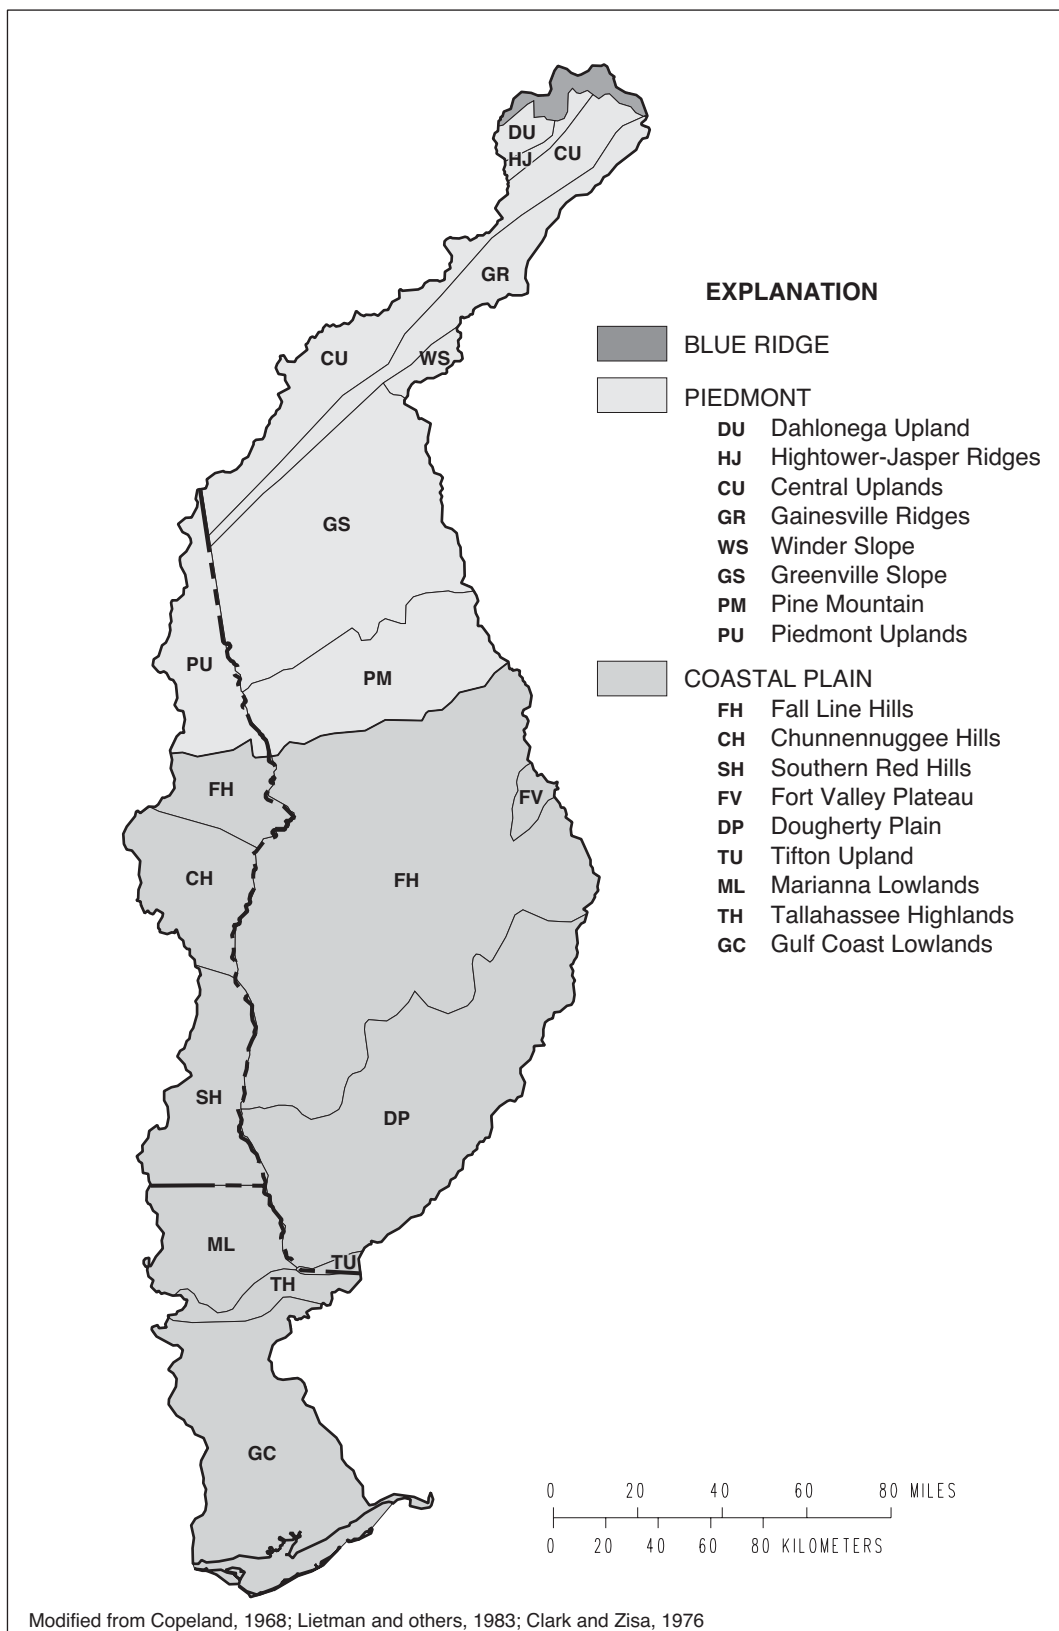 DU
HJ
CU
GR
CU
WS
GS
PU
PM
FH
FV
CH
FH
SH
DP
ML
TU
TH
GC
EXPLANATION
BLUE RIDGE
PIEDMONT
DU Dahlonega Upland
HJ Hightower-Jasper Ridges
CU Central Uplands
GR Gainesville Ridges
WS Winder Slope
GS Greenville Slope
PM Pine Mountain
PU Piedmont Uplands
COASTAL PLAIN
FH Fall Line Hills
CH Chunnennuggee Hills
SH Southern Red Hills
FV Fort Valley Plateau
DP Dougherty Plain
TU Tifton Upland
ML Marianna Lowlands
TH Tallahassee Highlands
GC Gulf Coast Lowlands
0 20 40 60 80 MILES
0 20 40 60 80 KILOMETERS
Modified from Copeland, 1968; Lietman and others, 1983; Clark and Zisa, 1976